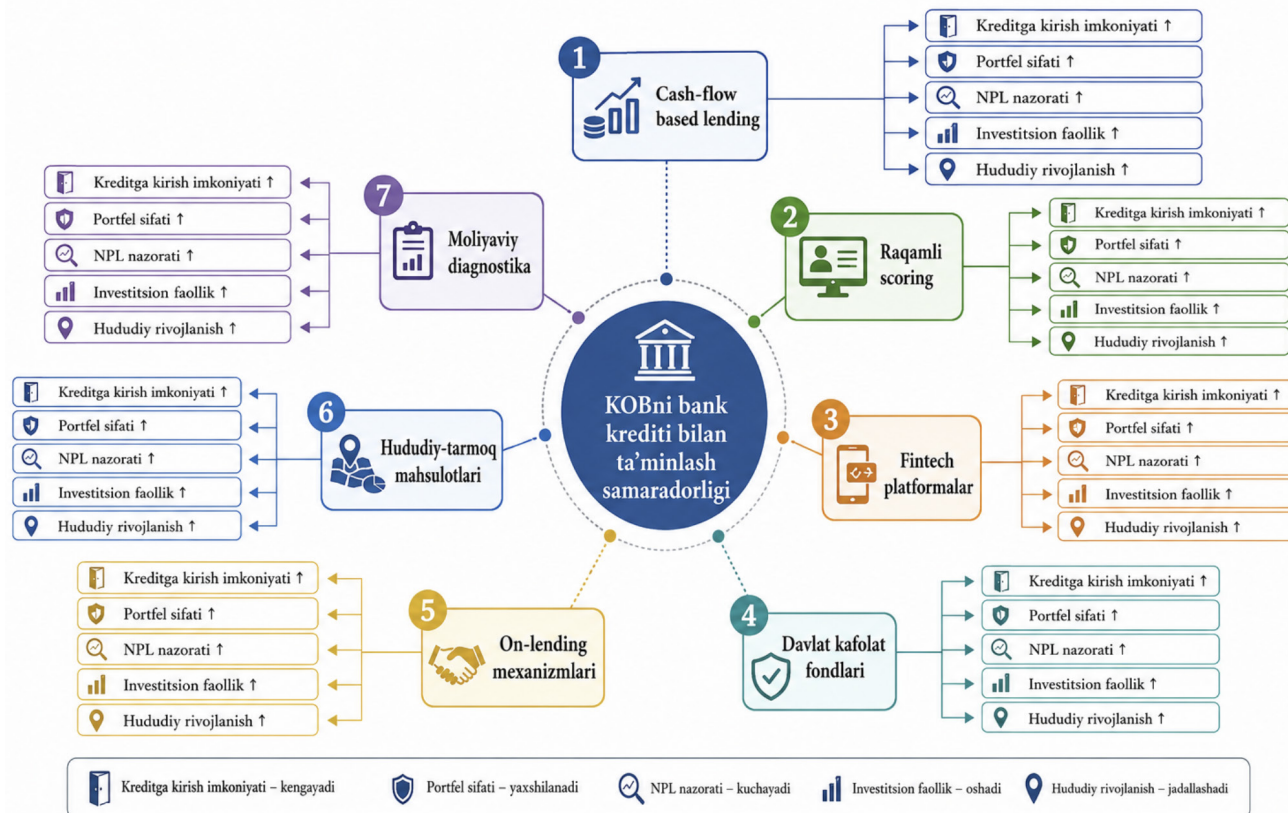 1
Cash-flow
based lending
Kreditga kirish imkoniyati ↑
Portfel sifati ↑
NPL nazorati ↑
Investitsion faollik ↑
Hududiy rivojlanish ↑
7
Moliyaviy
diagnostika
Kreditga kirish imkoniyati ↑
Portfel sifati ↑
NPL nazorati ↑
Investitsion faollik ↑
Hududiy rivojlanish ↑
2
Raqamli
scoring
Kreditga kirish imkoniyati ↑
Portfel sifati ↑
NPL nazorati ↑
Investitsion faollik ↑
Hududiy rivojlanish ↑
KOBni bank
krediti bilan
ta’minlash
samaradorligi
6
Hududiy-tarmoq
mahsulotlari
Kreditga kirish imkoniyati ↑
Portfel sifati ↑
NPL nazorati ↑
Investitsion faollik ↑
Hududiy rivojlanish ↑
3
Fintech
platformalar
Kreditga kirish imkoniyati ↑
Portfel sifati ↑
NPL nazorati ↑
Investitsion faollik ↑
Hududiy rivojlanish ↑
5
On-lending
mexanizmlari
Kreditga kirish imkoniyati ↑
Portfel sifati ↑
NPL nazorati ↑
Investitsion faollik ↑
Hududiy rivojlanish ↑
4
Davlat kafolat
fondlari
Kreditga kirish imkoniyati ↑
Portfel sifati ↑
NPL nazorati ↑
Investitsion faollik ↑
Hududiy rivojlanish ↑
Kreditga kirish imkoniyati – kengayadi
Portfel sifati – yaxshilanadi
NPL nazorati – kuchayadi
Investitsion faollik – oshadi
Hududiy rivojlanish – jadallashadi